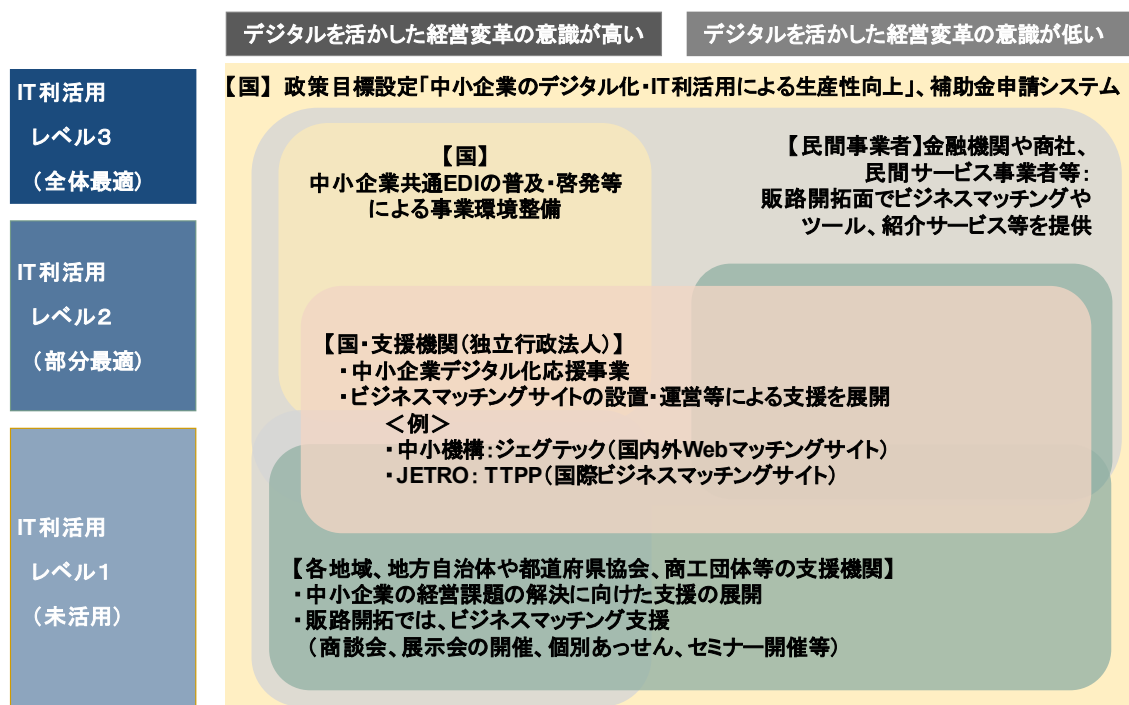 デジタルを活かした経営変革の意識が高い
デジタルを活かした経営変革の意識が低い
IT利活用
レベル3
（全体最適）
IT利活用
レベル2
（部分最適）
IT利活用
レベル1
（未活用）
【国】 政策目標設定「中小企業のデジタル化・IT利活用による生産性向上」、補助金申請システム
【国】
中小企業共通EDIの普及・啓発等
による事業環境整備
【民間事業者】金融機関や商社、
民間サービス事業者等：
販路開拓面でビジネスマッチングや
ツール、紹介サービス等を提供
【国・支援機関（独立行政法人）】
・中小企業デジタル化応援事業
・ビジネスマッチングサイトの設置・運営等による支援を展開
＜例＞
・中小機構：ジェグテック（国内外Webマッチングサイト）
・JETRO： TTPP（国際ビジネスマッチングサイト）
【各地域、地方自治体や都道府県協会、商工団体等の支援機関】
・中小企業の経営課題の解決に向けた支援の展開
・販路開拓では、ビジネスマッチング支援
（商談会、展示会の開催、個別あっせん、セミナー開催等）